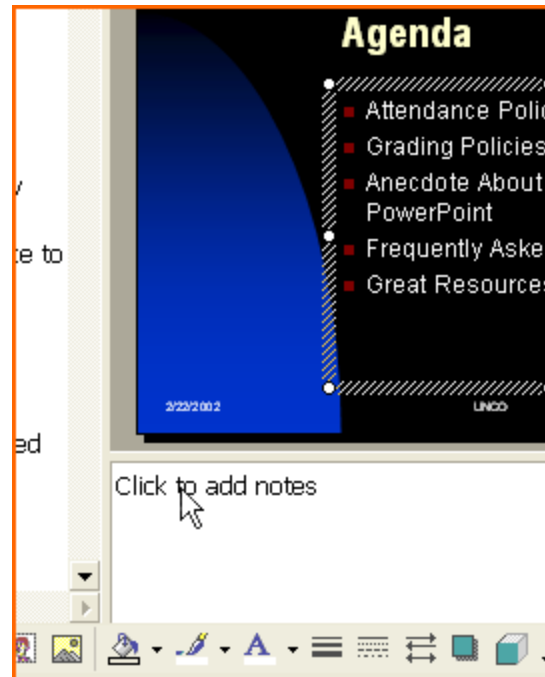 Agenda
Attendance Polic
Grading Policies
Anecdote About
PowerPoint
Frequently Aske
Great Resources
y
te to
ed
2/22/2002
UNCO
Click to add notes
A